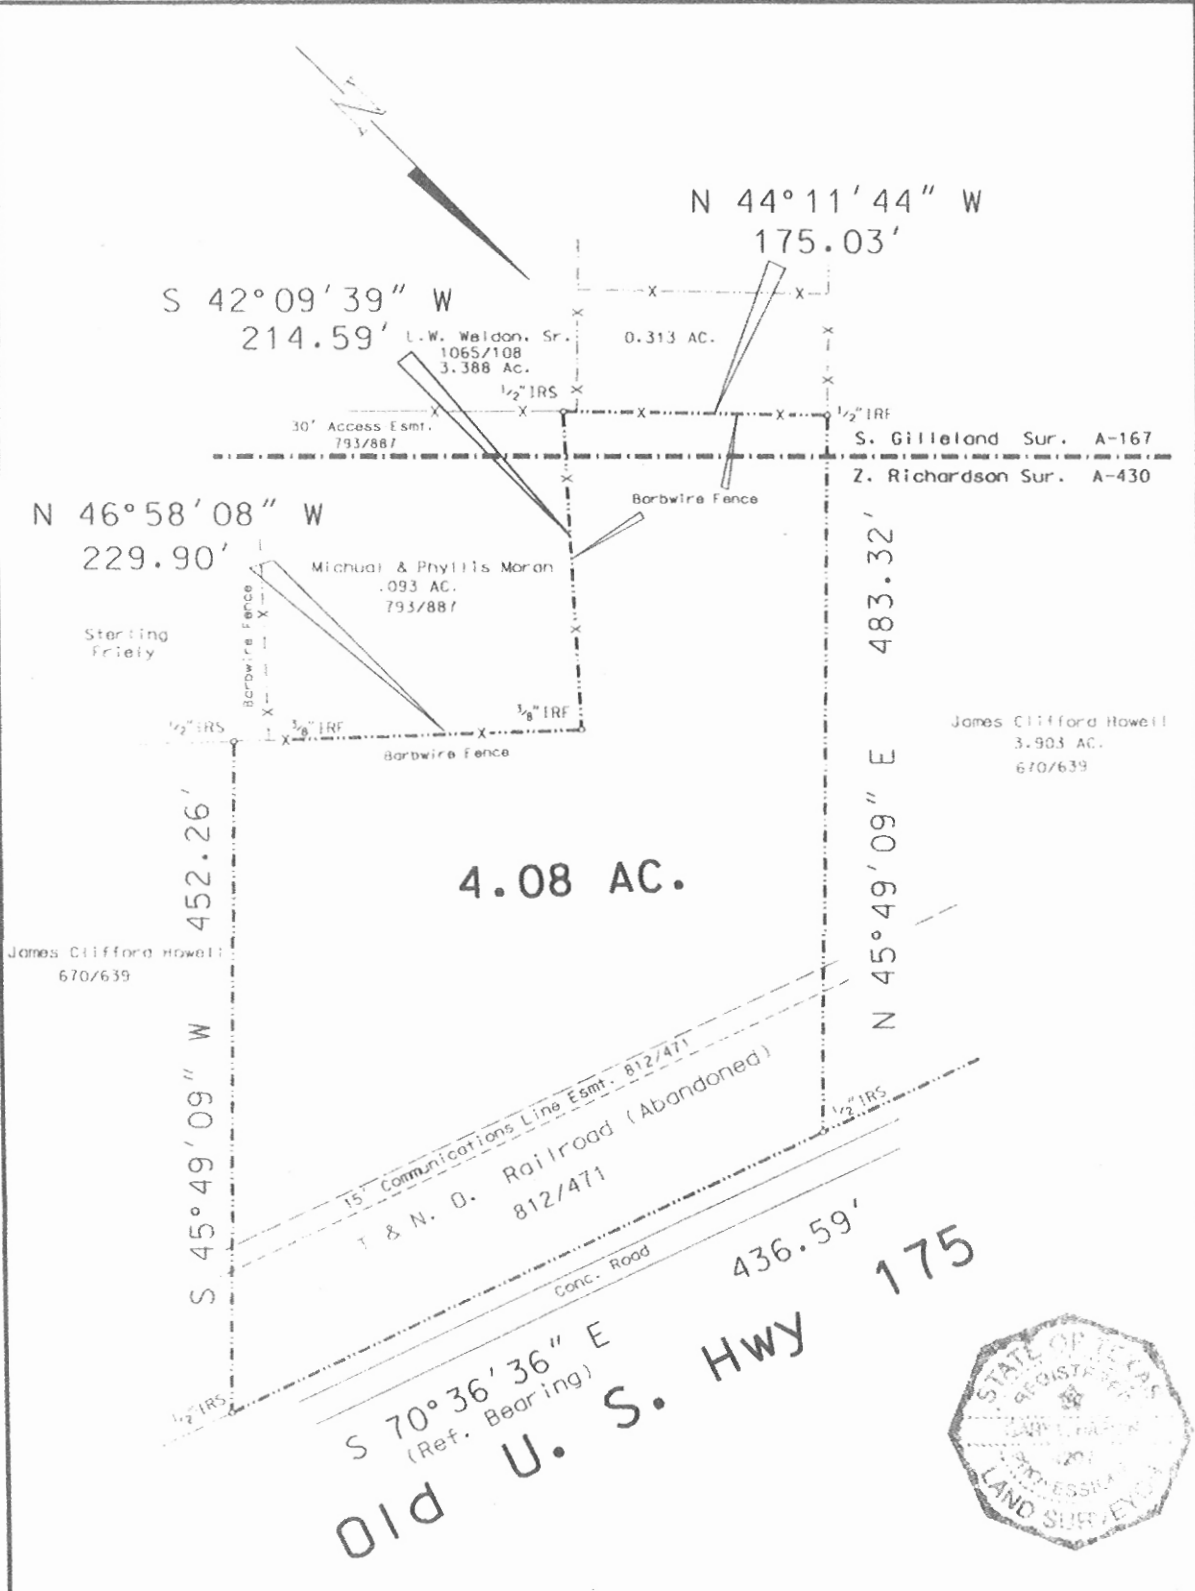 N
N 44°11'44" W
175.03'
S 42°09'39" W
214.59'
L.W. Weldon, Sr.
1065/108
3.388 Ac.
0.313 AC.
1/2" IRS
1/2" IRF
30' Access Esmt.
793/887
S. Gilleland Sur. A-167
Z. Richardson Sur. A-430
Barbwire Fence
N 46°58'08" W
229.90'
Michual & Phyllis Moran
.093 AC.
793/887
Barbwire Fence
Sterling
Friely
483.32'
N 45°49'09" E
1/2" IRS
3/8" IRF
3/8" IRF
Barbwire Fence
James Clifford Howell
3.903 AC.
670/639
4.08 AC.
452.26'
S 45°49'09" W
James Clifford Howell
670/639
15' Communications Line Esmt. 812/471
T & N. O. Railroad (Abandoned)
812/471
1/2" IRS
Conc. Road
436.59'
1/2" IRS
S 70°36'36" E
(Ref. Bearing)
Old U. S. Hwy 175
STATE OF TEXAS
REGISTERED
PROFESSIONAL
LAND SURVEYOR